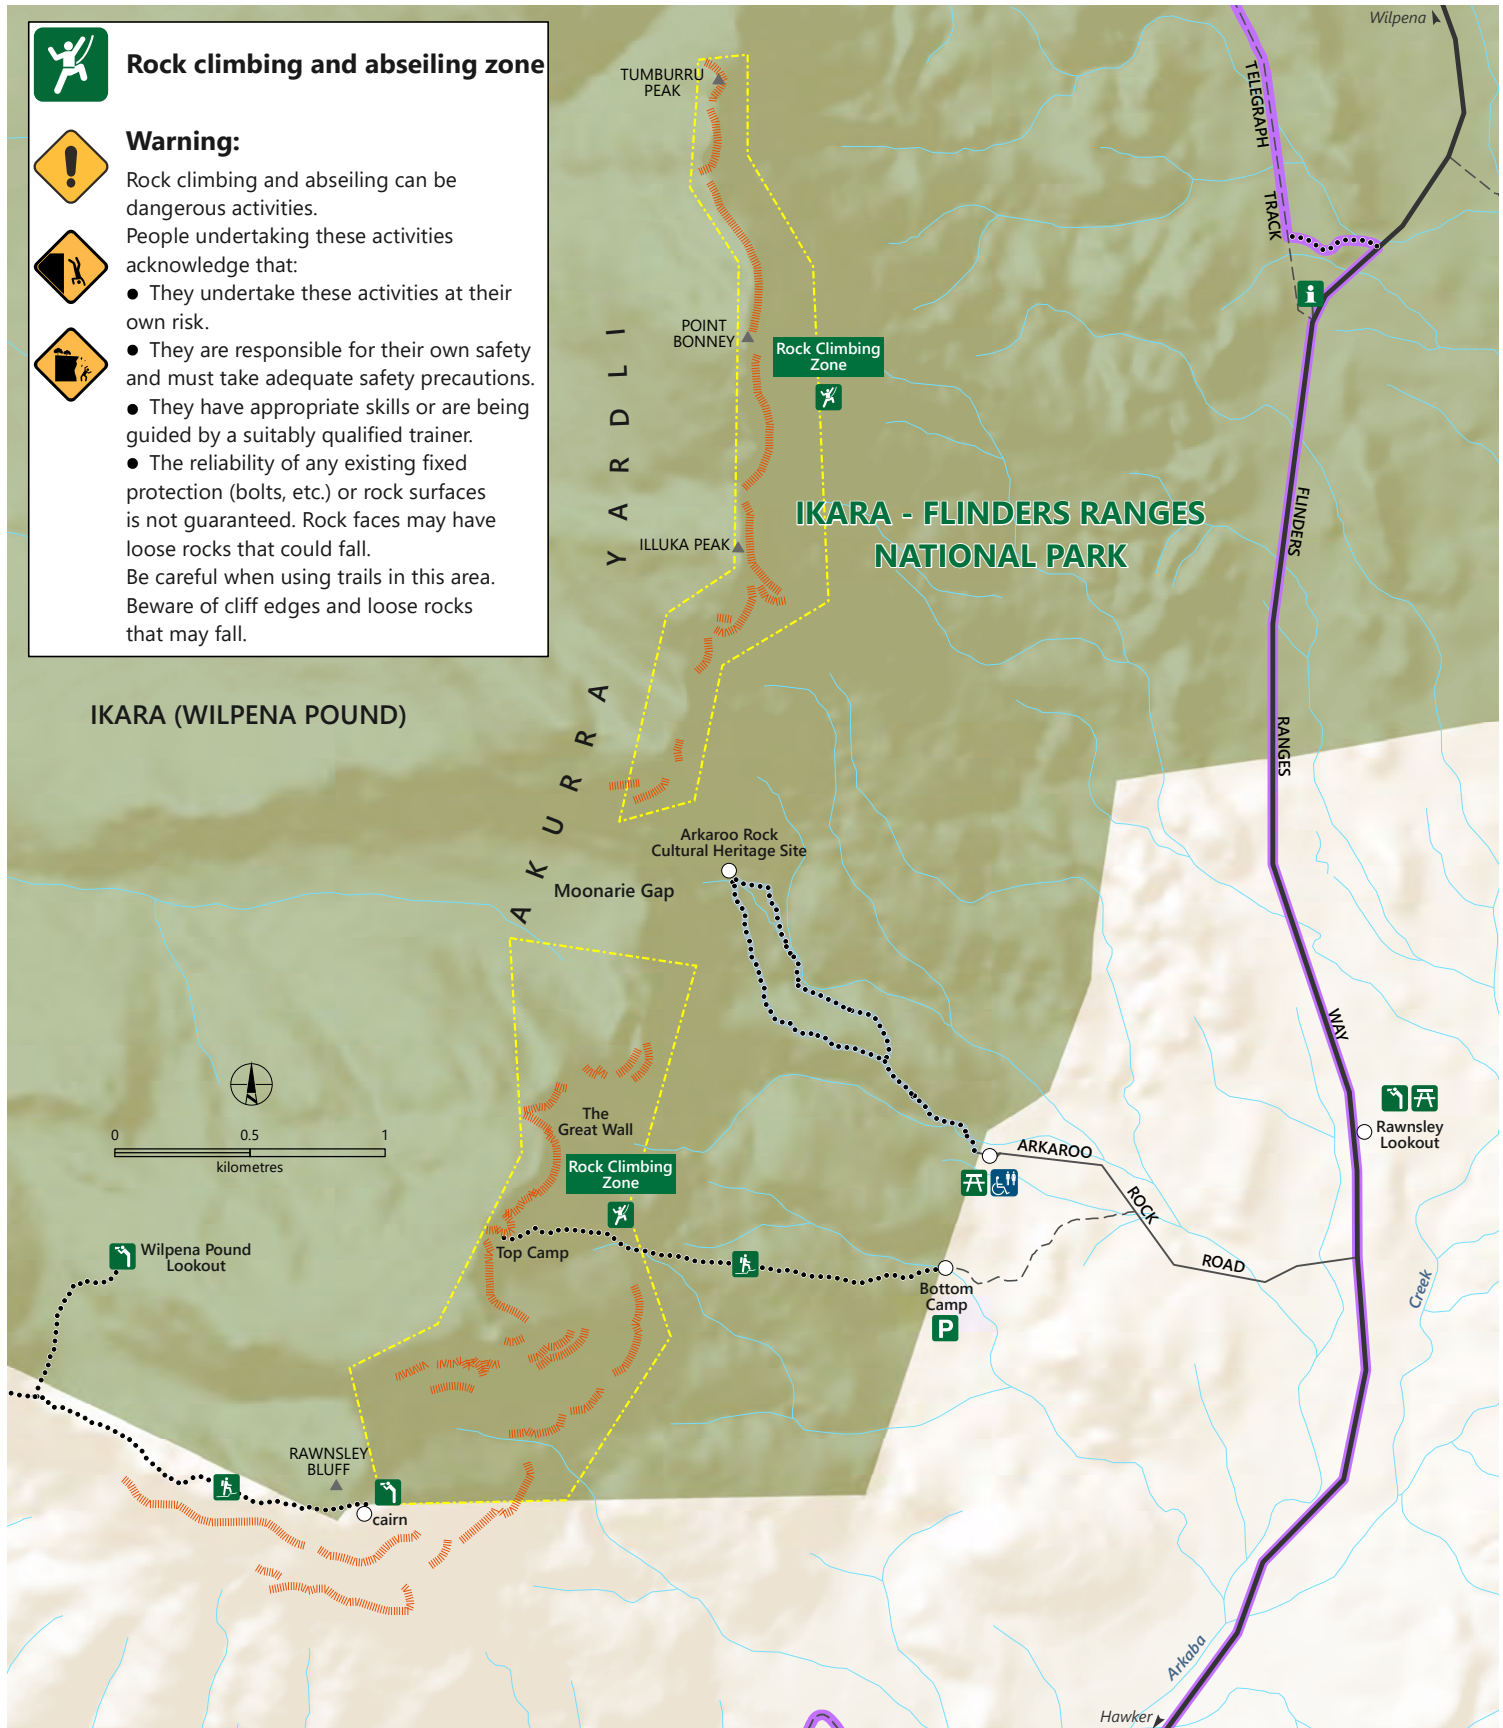 Rock climbing and abseiling zone
Warning:
Rock climbing and abseiling can be
dangerous activities.
People undertaking these activities
acknowledge that:
● They undertake these activities at their
own risk.
● They are responsible for their own safety
and must take adequate safety precautions.
● They have appropriate skills or are being
guided by a suitably qualified trainer.
● The reliability of any existing fixed
protection (bolts, etc.) or rock surfaces
is not guaranteed. Rock faces may have
loose rocks that could fall.
Be careful when using trails in this area.
Beware of cliff edges and loose rocks
that may fall.
Wilpena
TUMBURRU
PEAK
TELEGRAPH
TRACK
i
POINT
BONNEY
Rock Climbing
Zone
YARDLI
IKARA - FLINDERS RANGES
NATIONAL PARK
FLINDERS
RANGES
WAY
ILLUKA PEAK
IKARA (WILPENA POUND)
AKURRA
Arkaroo Rock
Cultural Heritage Site
Moonarie Gap
0
0.5
1
kilometres
The
Great Wall
Rock Climbing
Zone
Rawnsley
Lookout
ARKAROO
ROCK
ROAD
Wilpena Pound
Lookout
Top Camp
Bottom
Camp
P
Creek
RAWNSLEY
BLUFF
cairn
Arkaba
Hawker